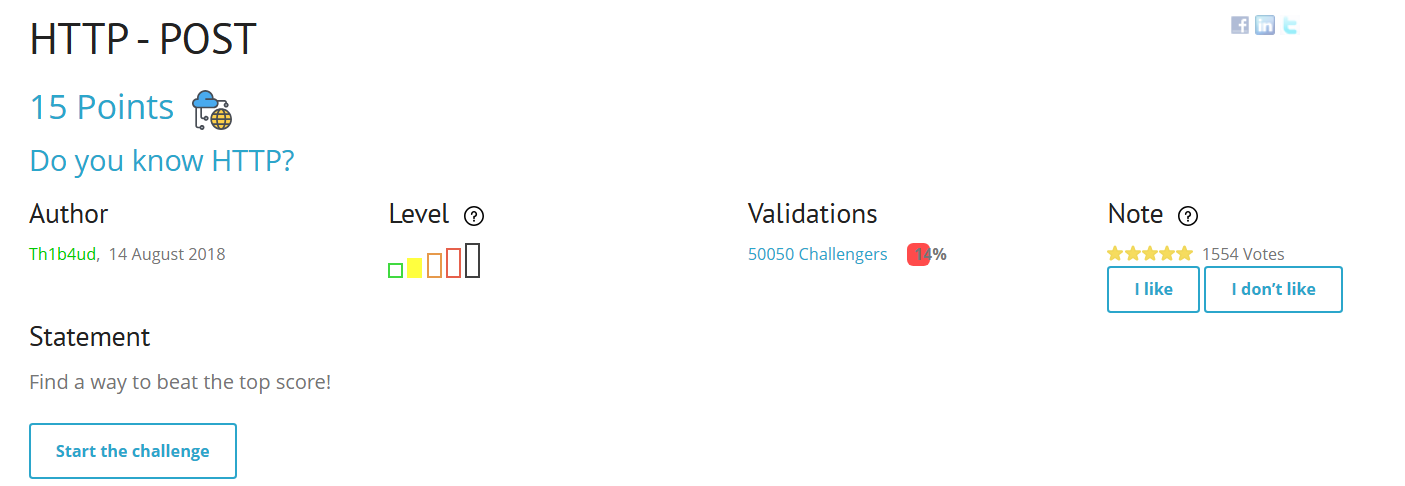 HTTP - POST
15 Points
Do you know HTTP?
Author
Level ?
Validations
Note ?
Th1b4ud, 14 August 2018
50050 Challengers 14%
1554 Votes
I like
I don’t like
Statement
Find a way to beat the top score!
Start the challenge